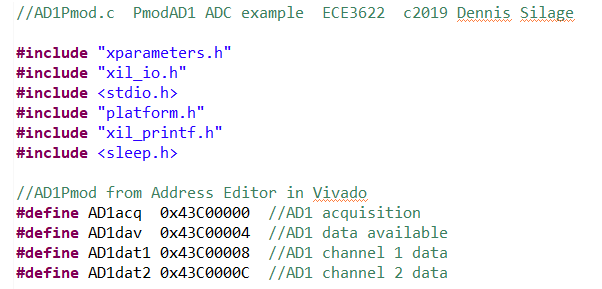 //AD1Pmod.c  PmodAD1 ADC example  ECE3622  c2019 Dennis Silage
#include "xparameters.h"
#include "xil_io.h"
#include <stdio.h>
#include "platform.h"
#include "xil_printf.h"
#include <sleep.h>
//AD1Pmod from Address Editor in Vivado
#define AD1acq  0x43C00000  //AD1 acquisition
#define AD1dav  0x43C00004  //AD1 data available
#define AD1dat1 0x43C00008  //AD1 channel 1 data
#define AD1dat2 0x43C0000C  //AD1 channel 2 data